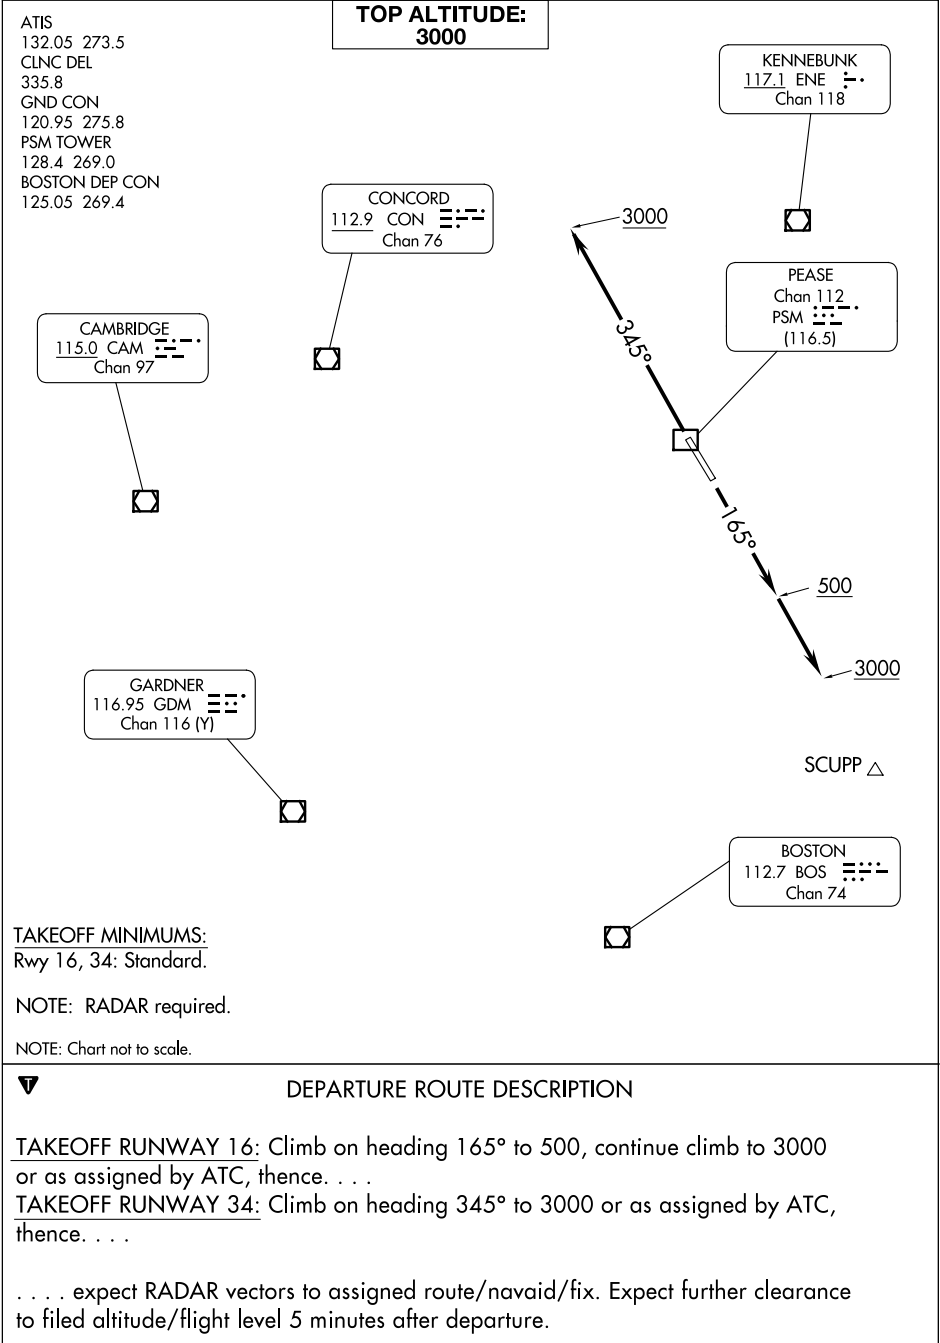 ATIS
132.05 273.5
CLNC DEL
335.8
GND CON
120.95 275.8
PSM TOWER
128.4 269.0
BOSTON DEP CON
125.05 269.4
TOP ALTITUDE:
3000
KENNEBUNK
117.1 ENE
Chan 118
CONCORD
112.9 CON
Chan 76
3000
PEASE
Chan 112
PSM
(116.5)
CAMBRIDGE
115.0 CAM
Chan 97
345°
165°
500
3000
GARDNER
116.95 GDM
Chan 116 (Y)
SCUPP
BOSTON
112.7 BOS
Chan 74
TAKEOFF MINIMUMS:
Rwy 16, 34: Standard.
NOTE: RADAR required.
NOTE: Chart not to scale.
T
DEPARTURE ROUTE DESCRIPTION
TAKEOFF RUNWAY 16: Climb on heading 165° to 500, continue climb to 3000
or as assigned by ATC, thence. . . .
TAKEOFF RUNWAY 34: Climb on heading 345° to 3000 or as assigned by ATC,
thence. . . .
. . . . expect RADAR vectors to assigned route/navaid/fix. Expect further clearance
to filed altitude/flight level 5 minutes after departure.